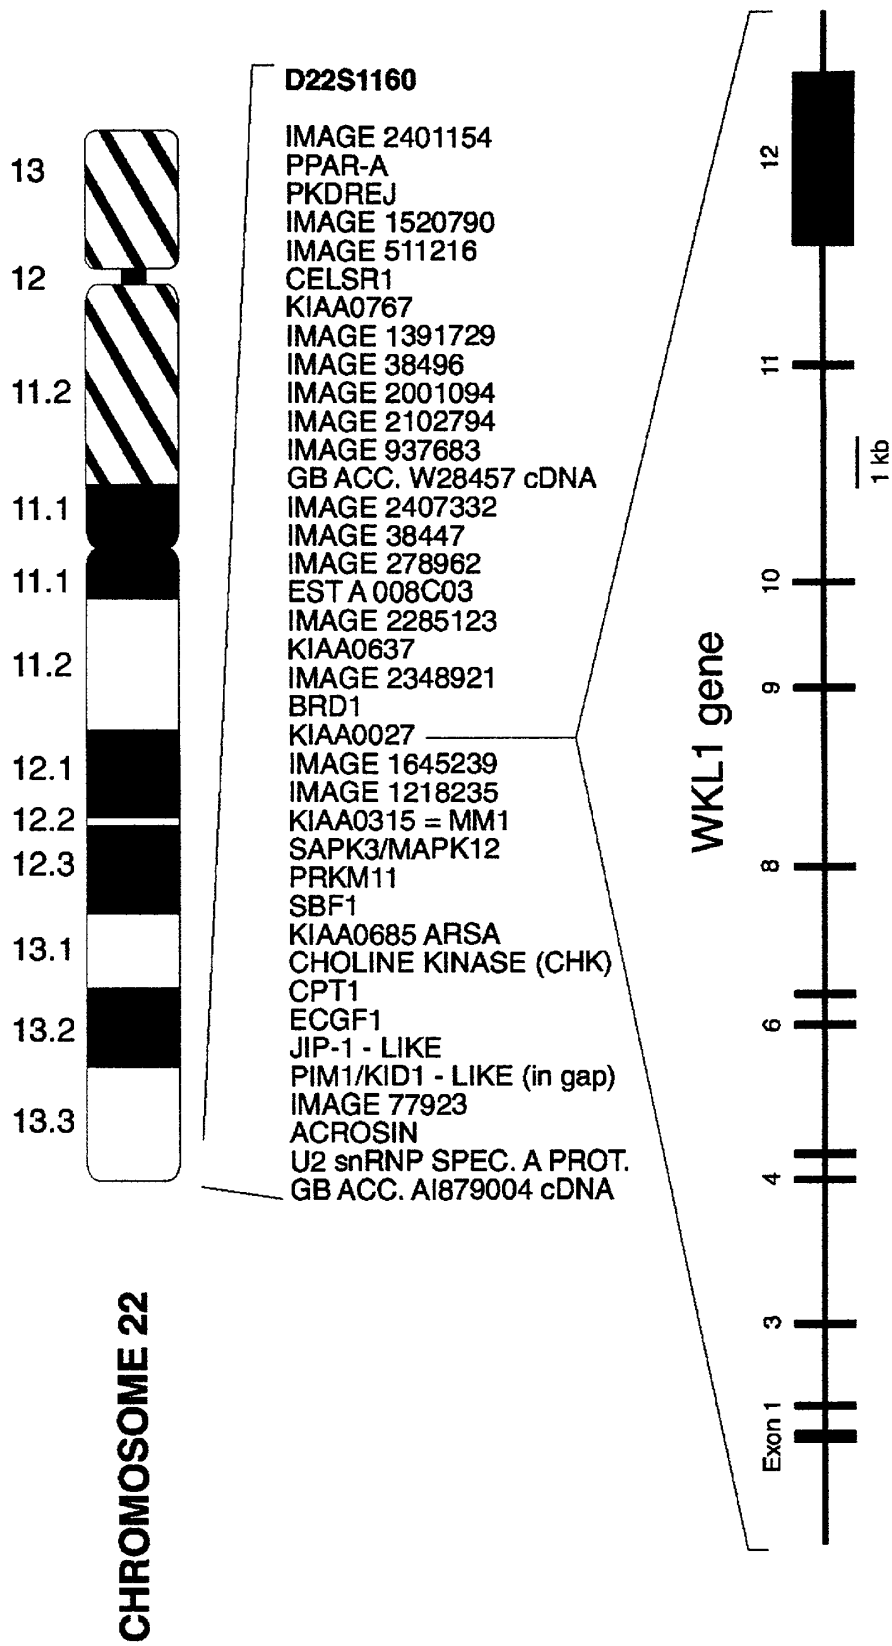 13
12
11.2
11.1
11.1
11.2
12.1
12.2
12.3
13.1
13.2
13.3
CHROMOSOME 22
D22S1160
IMAGE 2401154
PPAR-A
PKDREJ
IMAGE 1520790
IMAGE 511216
CELSR1
KIAA0767
IMAGE 1391729
IMAGE 38496
IMAGE 2001094
IMAGE 2102794
IMAGE 937683
GB ACC. W28457 cDNA
IMAGE 2407332
IMAGE 38447
IMAGE 278962
EST A 008C03
IMAGE 2285123
KIAA0637
IMAGE 2348921
BRD1
KIAA0027
IMAGE 1645239
IMAGE 1218235
KIAA0315 = MM1
SAPK3/MAPK12
PRKM11
SBF1
KIAA0685 ARSA
CHOLINE KINASE (CHK)
CPT1
ECGF1
JIP-1 - LIKE
PIM1/KID1 - LIKE (in gap)
IMAGE 77923
ACROSIN
U2 snRNP SPEC. A PROT.
GB ACC. AI879004 cDNA
WKL1 gene
Exon 1
3
4
6
8
9
10
11
12
1 kb